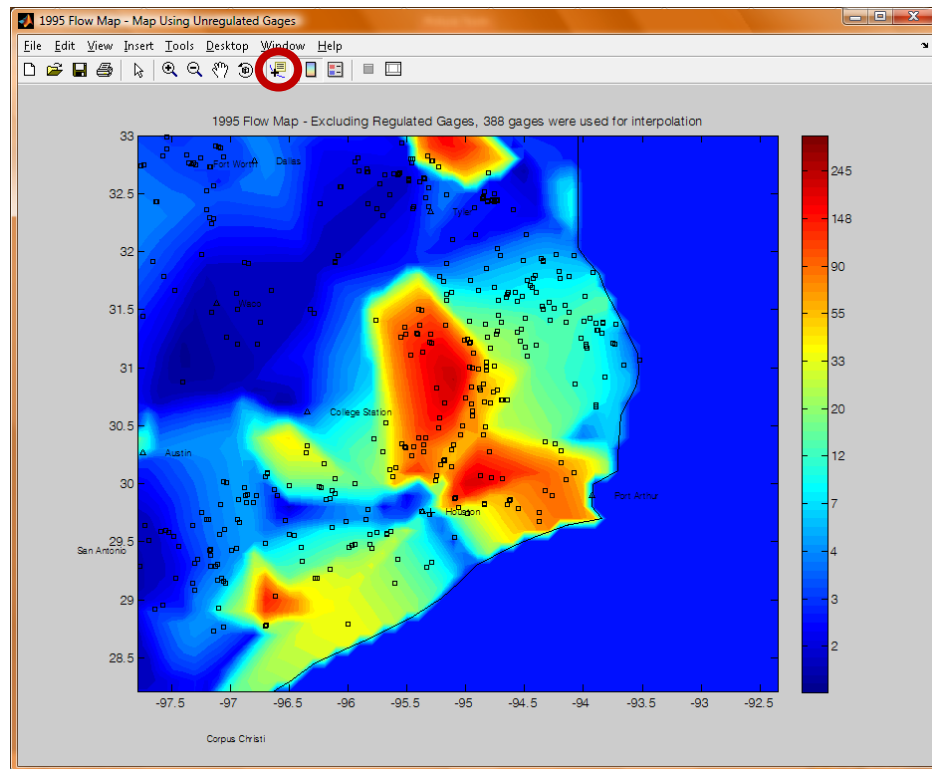 1995 Flow Map - Map Using Unregulated Gages
File Edit View Insert Tools Desktop Window Help
1995 Flow Map - Excluding Regulated Gages, 388 gages were used for interpolation
33
32.5
32
31.5
31
30.5
30
29.5
29
28.5
-97.5 -97 -96.5 -96 -95.5 -95 -94.5 -94 -93.5 -93 -92.5
Fort Worth Dallas
Tyler
Waco
College Station
Austin
Port Arthur
Houston
San Antonio
Corpus Christi
245
148
90
55
33
20
12
7
4
3
2